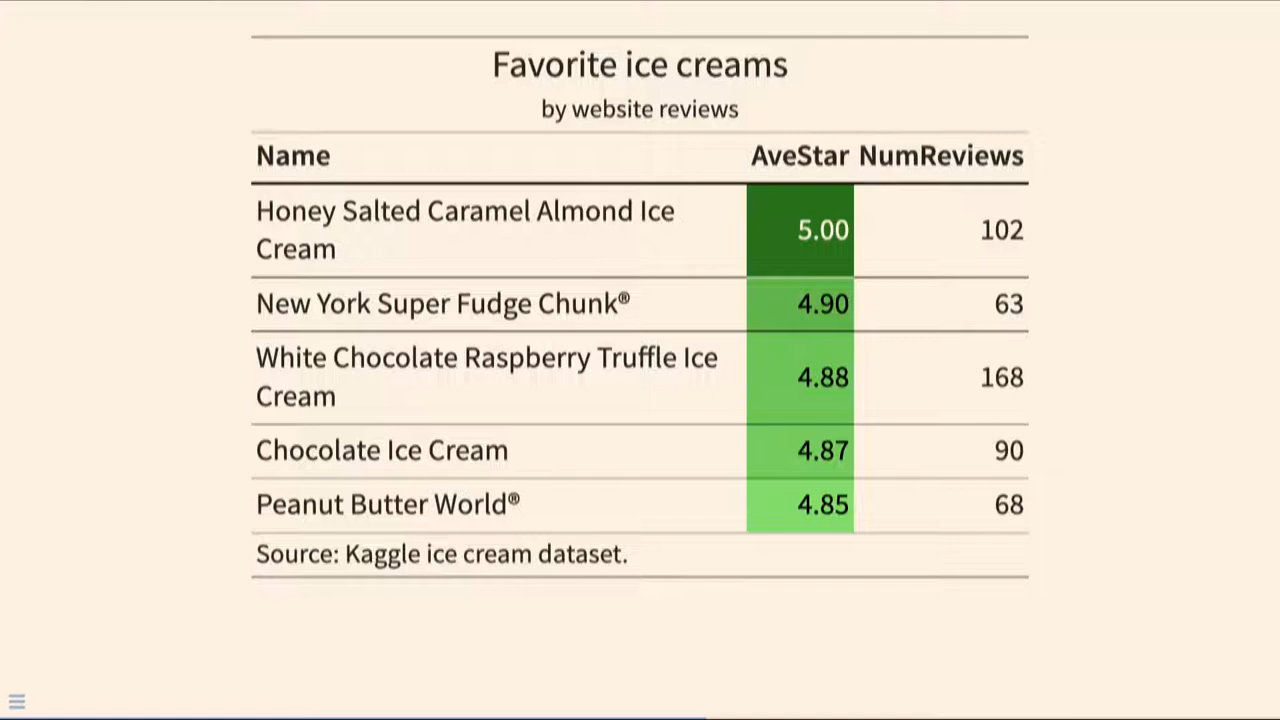 Favorite ice creams
by website reviews
Name AveStar NumReviews
Honey Salted Caramel Almond Ice
Cream 5.00 102
New York Super Fudge Chunk® 4.90 63
White Chocolate Raspberry Truffle Ice
Cream 4.88 168
Chocolate Ice Cream 4.87 90
Peanut Butter World® 4.85 68
Source: Kaggle ice cream dataset.